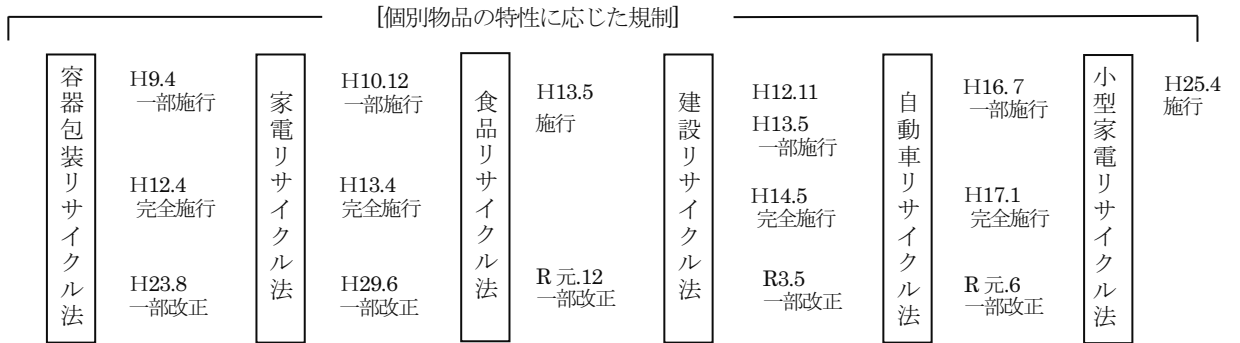 [個別物品の特性に応じた規制]
容器包装リサイクル法
H9.4
一部施行
H12.4
完全施行
H23.8
一部改正
家電リサイクル法
H10.12
一部施行
H13.4
完全施行
H29.6
一部改正
食品リサイクル法
H13.5
施行
R 元.12
一部改正
建設リサイクル法
H12.11
H13.5
一部施行
H14.5
完全施行
R3.5
一部改正
自動車リサイクル法
H16.7
一部施行
H17.1
完全施行
R 元.6
一部改正
小型家電リサイクル法
H25.4
施行